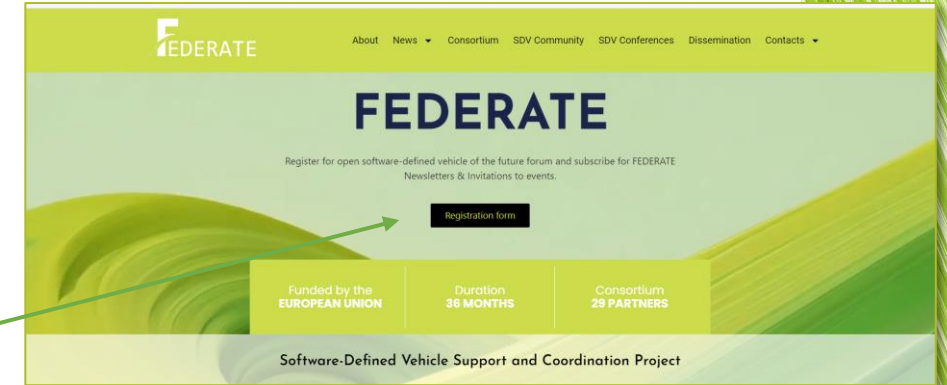 FEDERATE
About News Consortium SDV Community SDV Conferences Dissemination Contacts
FEDERATE
Register for open software-defined vehicle of the future forum and subscribe for FEDERATE
Newsletters & Invitations to events.
Registration form
Funded by the
EUROPEAN UNION
Duration
36 MONTHS
Consortium
29 PARTNERS
Software-Defined Vehicle Support and Coordination Project